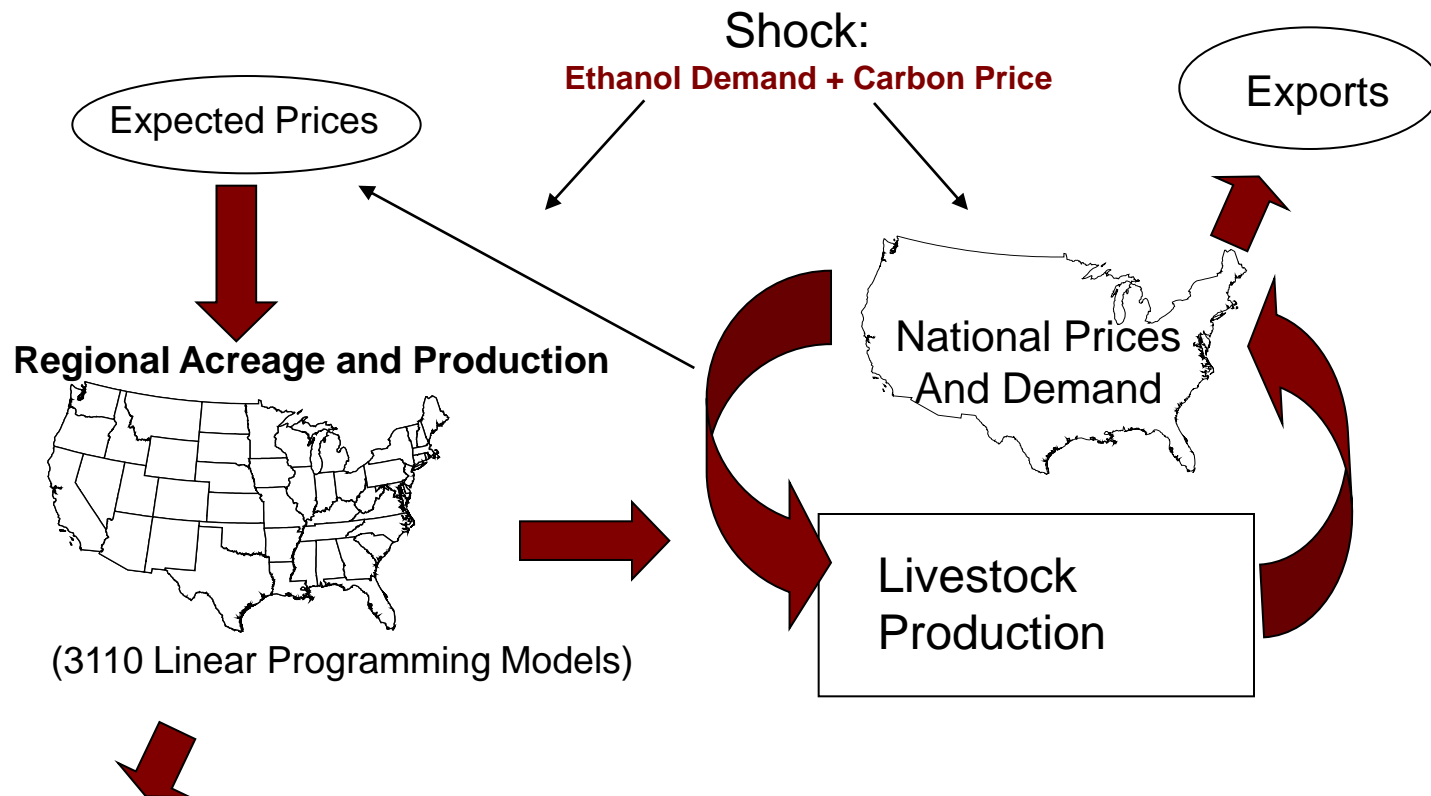 Shock:
Ethanol Demand + Carbon Price
Expected Prices
Exports
Regional Acreage and Production
National Prices
And Demand
Livestock
Production
(3110 Linear Programming Models)